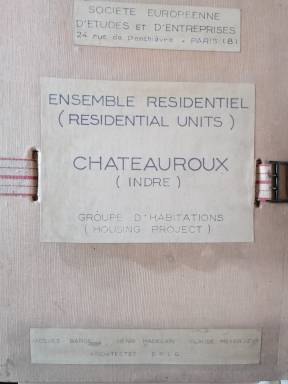 SOCIETE EUROPEENNE
D'ETUDES ET D'ENTREPRISES
24 rue de Penthièvre - PARIS (8)
ENSEMBLE RESIDENTIEL
(RESIDENTIAL UNITS)
CHATEAUROUX
(INDRE)
GROUPE D'HABITATIONS
(HOUSING PROJECT)
HENRI
ARCHITECTES D.P.L.G.